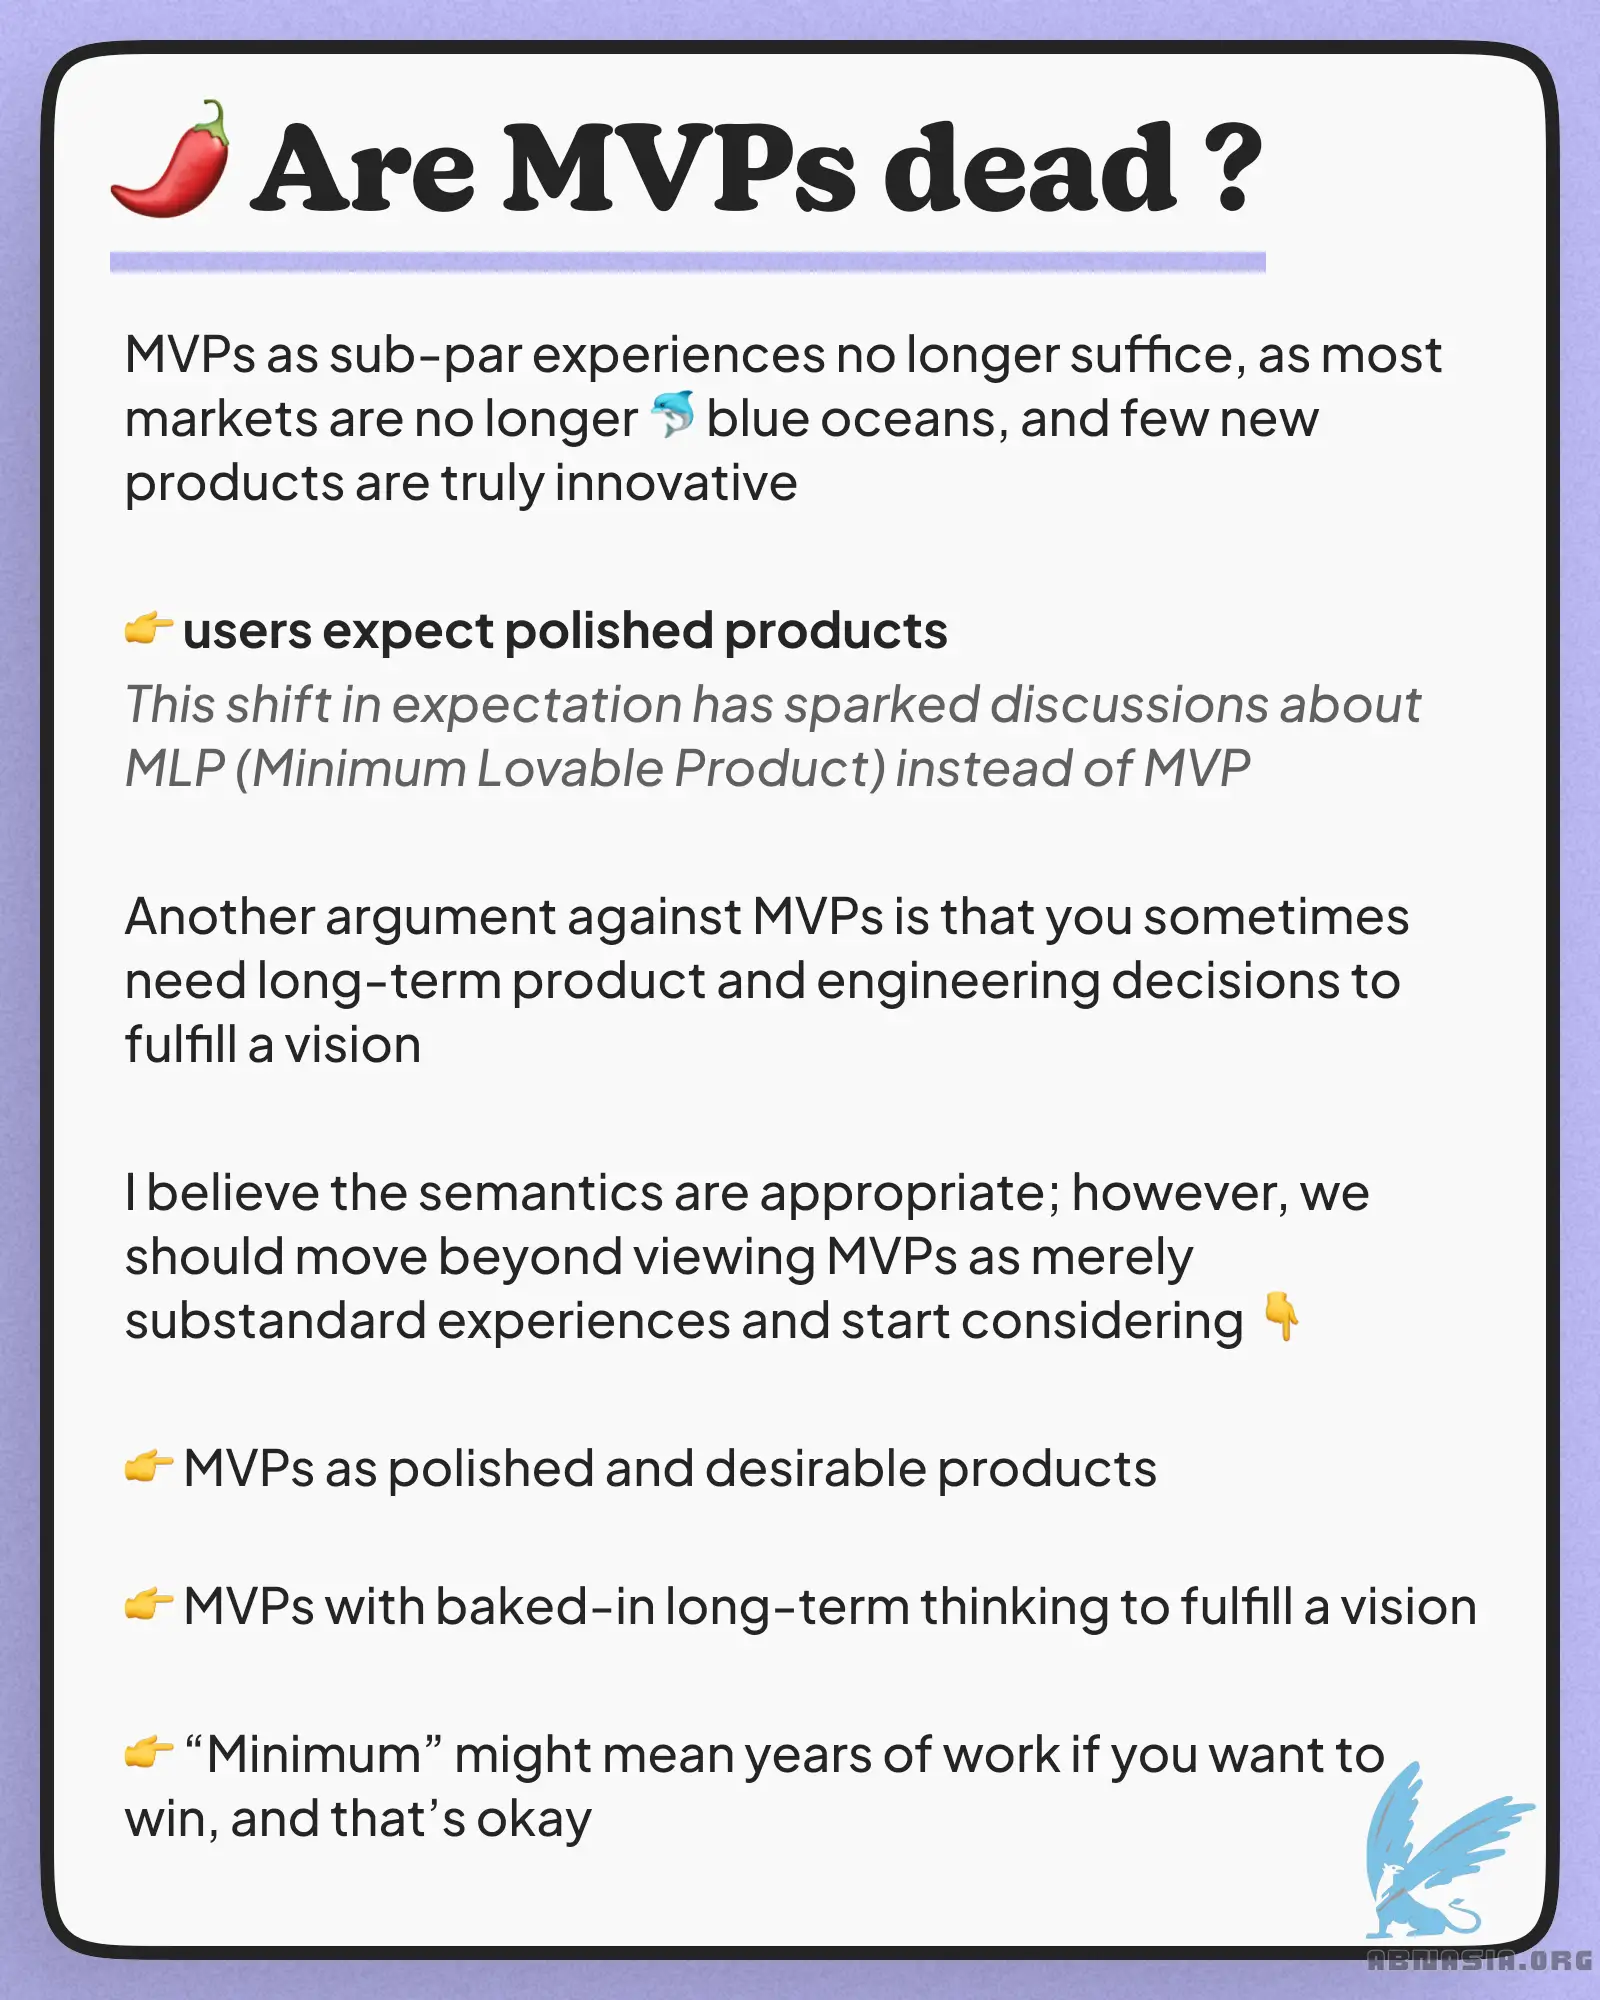 🌶️ Are MVPs dead ?
MVPs as sub-par experiences no longer suffice, as most
markets are no longer 🐬 blue oceans, and few new
products are truly innovative
👉 users expect polished products
This shift in expectation has sparked discussions about
MLP (Minimum Lovable Product) instead of MVP
Another argument against MVPs is that you sometimes
need long-term product and engineering decisions to
fulfill a vision
I believe the semantics are appropriate; however, we
should move beyond viewing MVPs as merely
substandard experiences and start considering 👇
👉 MVPs as polished and desirable products
👉 MVPs with baked-in long-term thinking to fulfill a vision
👉 “Minimum” might mean years of work if you want to
win, and that’s okay
ABNASIA.ORG